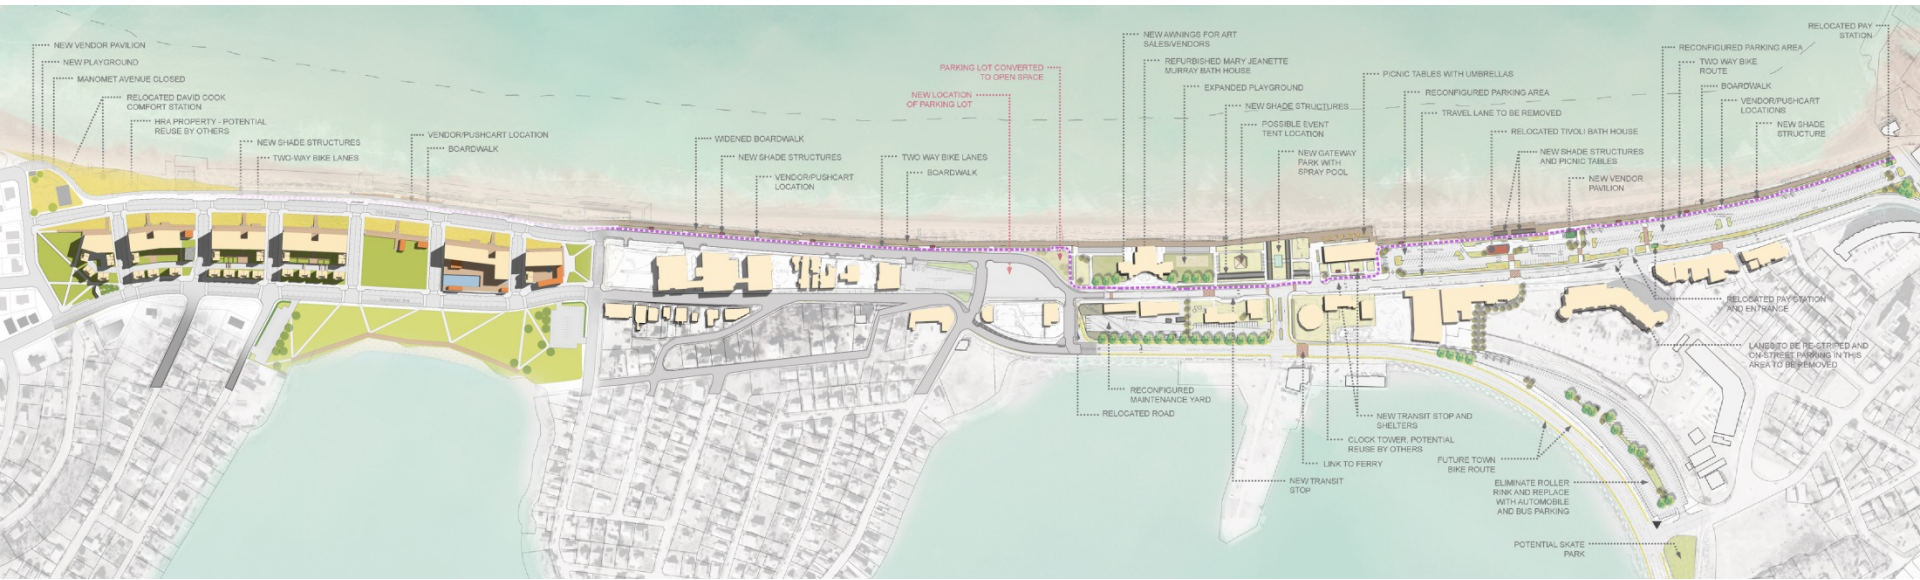 NEW VENDOR PAVILION
NEW PLAYGROUND
MANOMET AVENUE CLOSED
RELOCATED DAVID COOK
COMFORT STATION
HRA PROPERTY - POTENTIAL
REUSE BY OTHERS
NEW SHADE STRUCTURES
TWO-WAY BIKE LANES
VENDOR/PUSHCART LOCATION
BOARDWALK
WIDENED BOARDWALK
NEW SHADE STRUCTURES
VENDOR/PUSHCART
LOCATION
TWO WAY BIKE LANES
BOARDWALK
PARKING LOT CONVERTED
TO OPEN SPACE
NEW LOCATION
OF PARKING LOT
NEW AWNINGS FOR ART
SALES/VENDORS
REFURBISHED MARY JEANETTE
MURRAY BATH HOUSE
EXPANDED PLAYGROUND
NEW SHADE STRUCTURES
POSSIBLE EVENT
TENT LOCATION
NEW GATEWAY
PARK WITH
SPRAY POOL
PICNIC TABLES WITH UMBRELLAS
RECONFIGURED PARKING AREA
TRAVEL LANE TO BE REMOVED
RELOCATED TIVOLI BATH HOUSE
NEW SHADE STRUCTURES
AND PICNIC TABLES
NEW VENDOR
PAVILION
RELOCATED PAY
STATION
RECONFIGURED PARKING AREA
TWO WAY BIKE
ROUTE
BOARDWALK
VENDOR/PUSHCART
LOCATIONS
NEW SHADE
STRUCTURE
RELOCATED PAY STATION
AND ENTRANCE
LANES TO BE RE-STRIPED AND
ON-STREET PARKING IN THIS
AREA TO BE REMOVED
RECONFIGURED
MAINTENANCE YARD
RELOCATED ROAD
NEW TRANSIT STOP AND
SHELTERS
CLOCK TOWER, POTENTIAL
REUSE BY OTHERS
LINK TO FERRY
NEW TRANSIT
STOP
FUTURE TOWN
BIKE ROUTE
ELIMINATE ROLLER
RINK AND REPLACE
WITH AUTOMOBILE
AND BUS PARKING
POTENTIAL SKATE
PARK